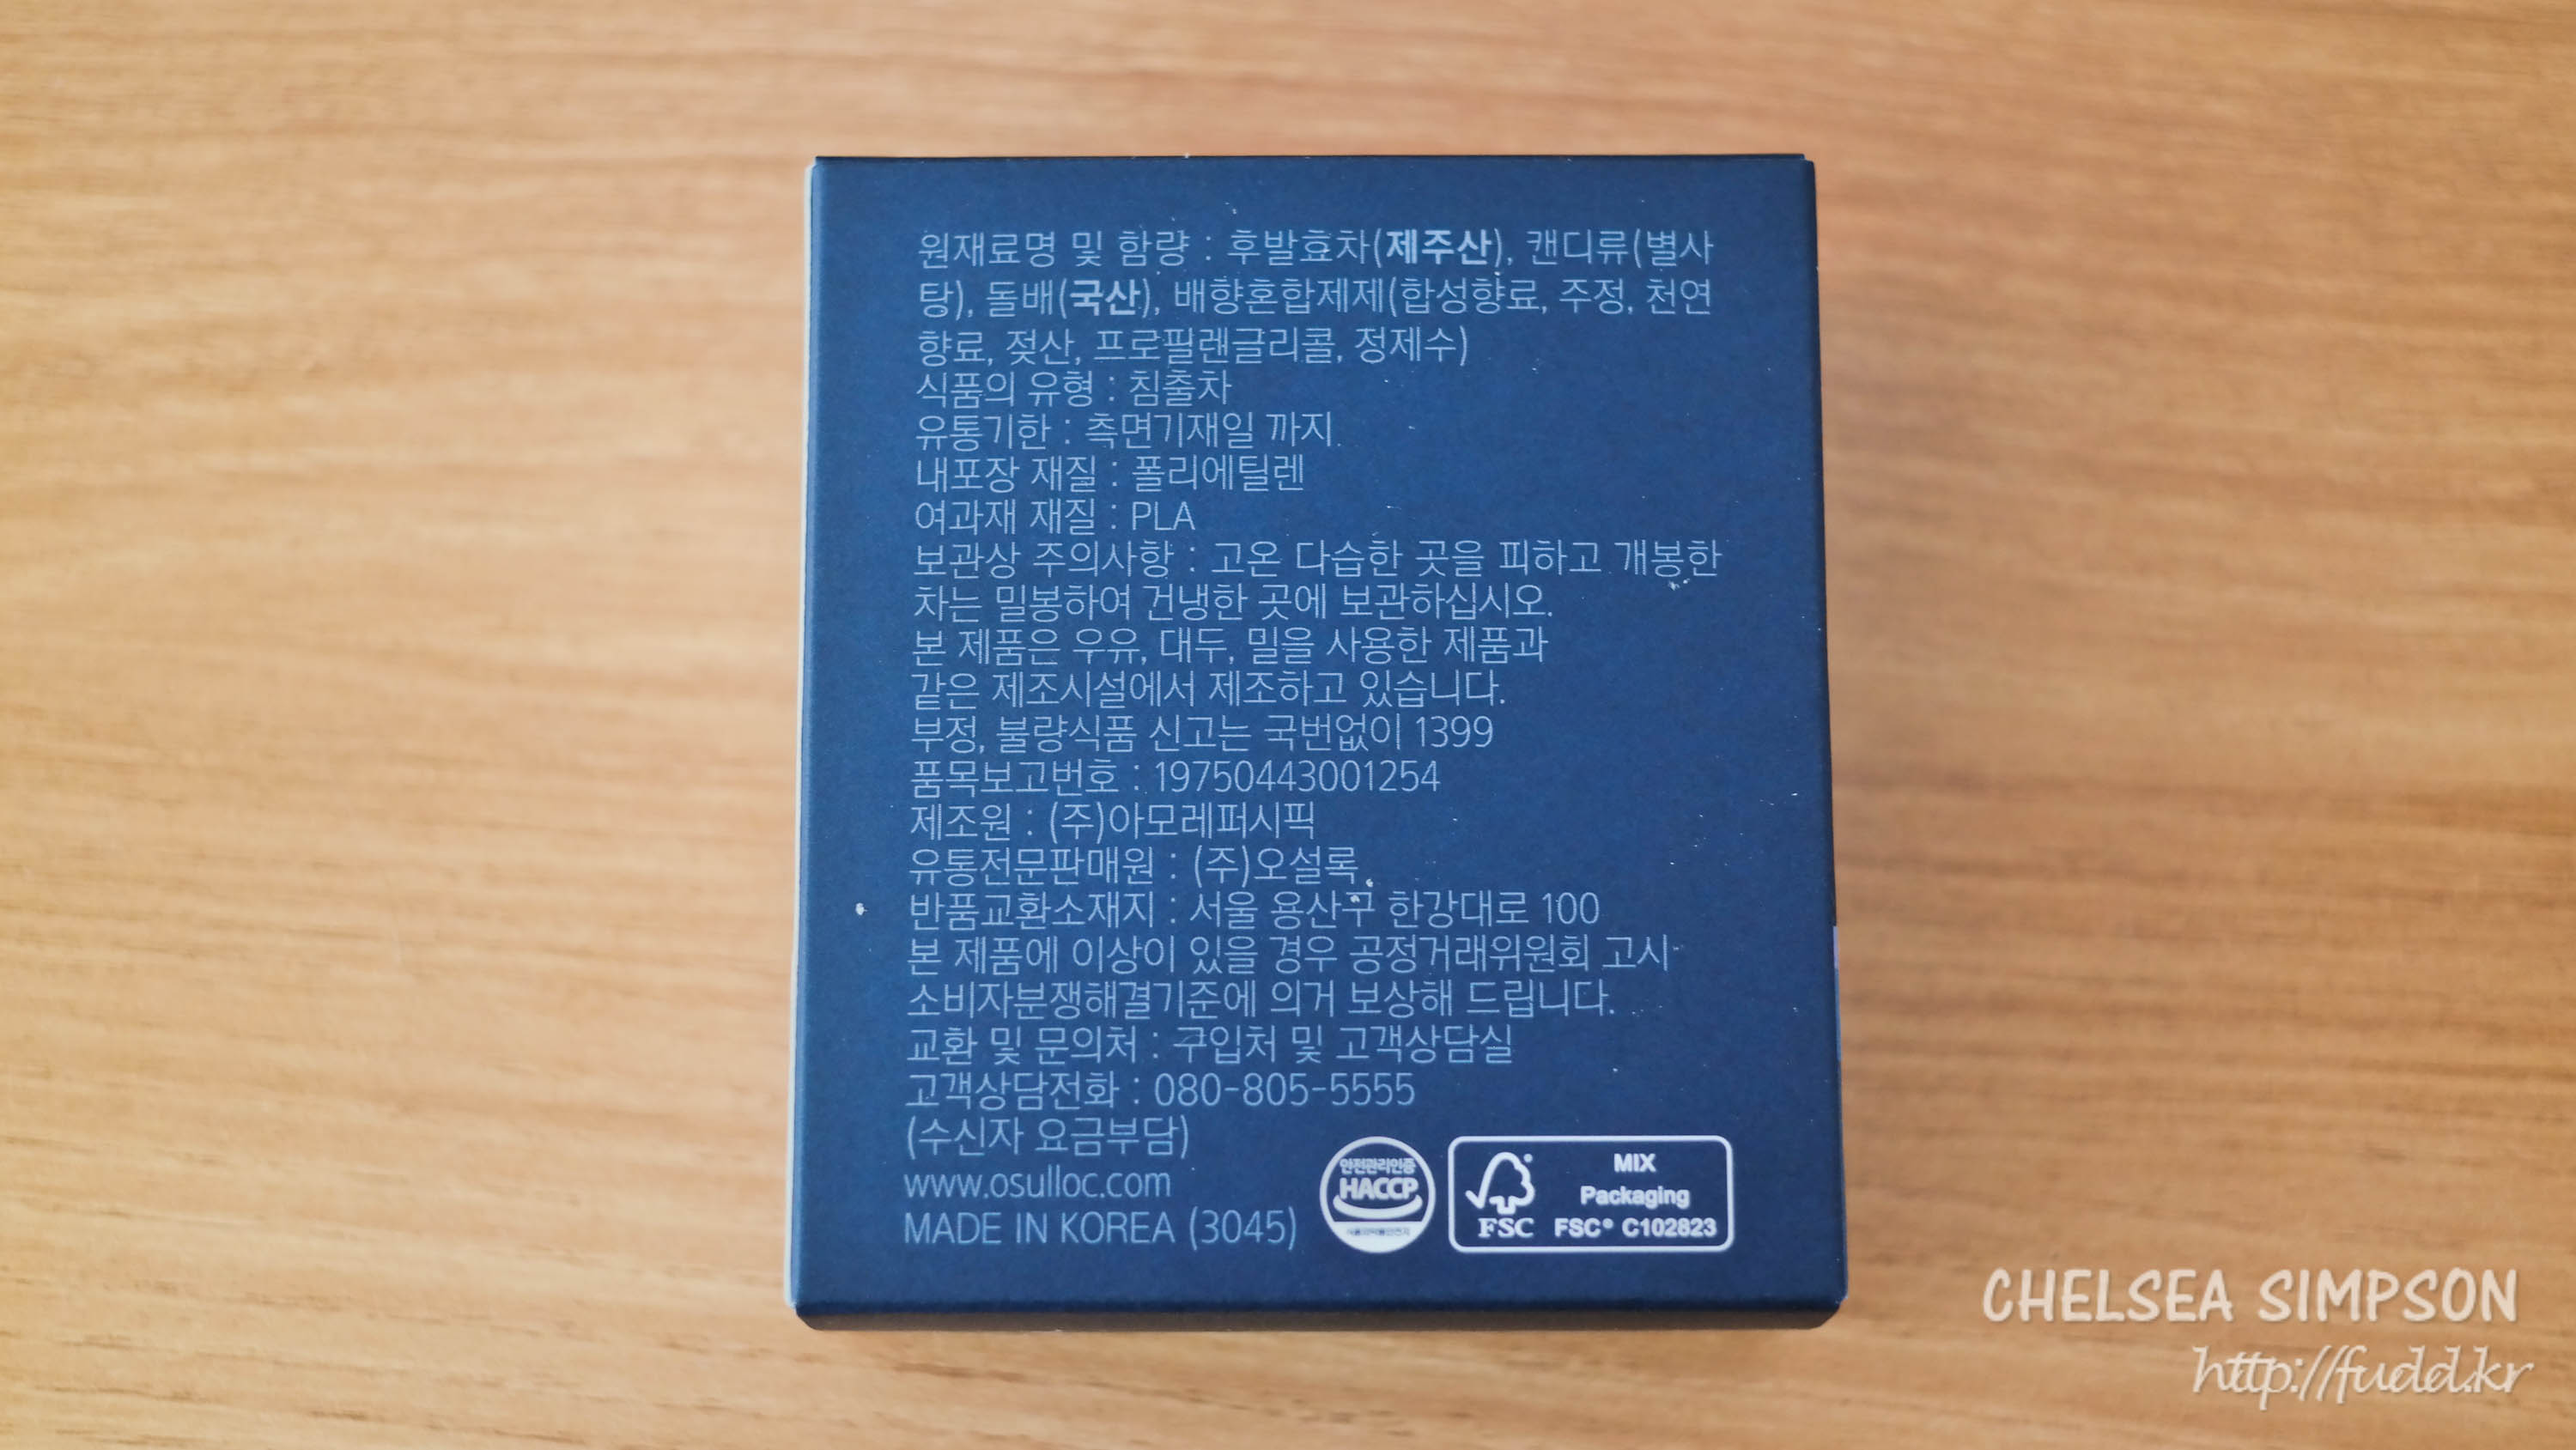 원재료명 및 함량 : 후발효차(제주산), 캔디류(별사
탕), 돌배(국산), 배향혼합제제(합성향료, 주정, 천연
향료, 젖산, 프로필렌글리콜, 정제수)
식품의 유형 : 침출차
유통기한 : 측면기재일 까지
내포장 재질 : 폴리에틸렌
여과재 재질 : PLA
보관상 주의사항 : 고온 다습한 곳을 피하고 개봉한
차는 밀봉하여 건냉한 곳에 보관하십시오.
본 제품은 우유, 대두, 밀을 사용한 제품과
같은 제조시설에서 제조하고 있습니다.
부정, 불량식품 신고는 국번없이 1399
품목보고번호 : 19750443001254
제조원 : (주)아모레퍼시픽
유통전문판매원 : (주)오설록
반품교환소재지 : 서울 용산구 한강대로 100
본 제품에 이상이 있을 경우 공정거래위원회 고시
소비자분쟁해결기준에 의거 보상해 드립니다.
교환 및 문의처 : 구입처 및 고객상담실
고객상담전화 : 080-805-5555
(수신자 요금부담)
www.osulloc.com
MADE IN KOREA (3045)
안전관리인증
HACCP
FSC
MIX
Packaging
FSC® C102823
CHELSEA SIMPSON
http://fudd.kr